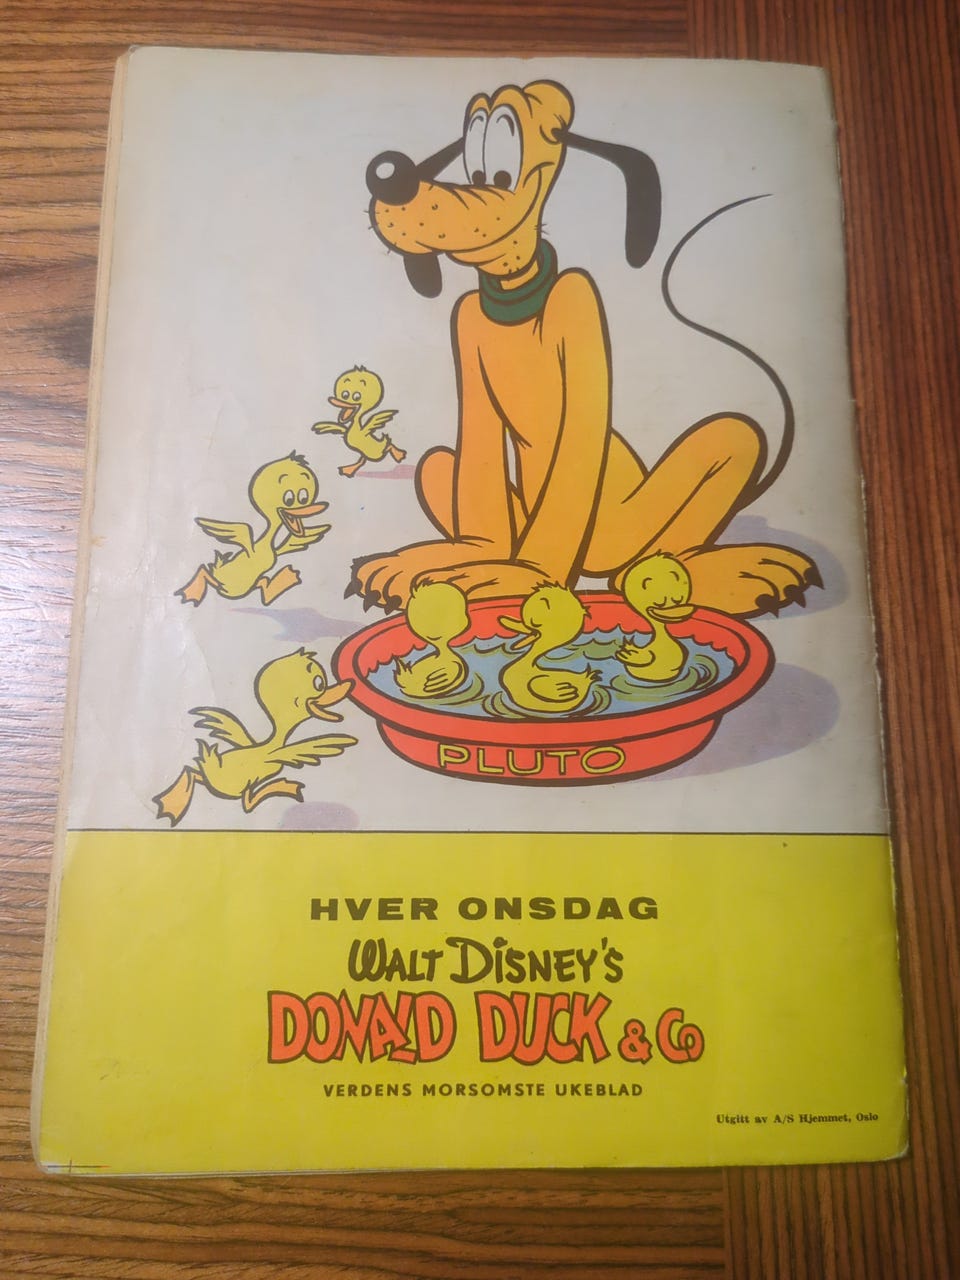 PLUTO
HVER ONSDAG
WALT DISNEY'S
DONALD DUCK & Co
VERDENS MORSOMSTE UKEBLAD
Utgitt av A/S Hjemmet, Oslo